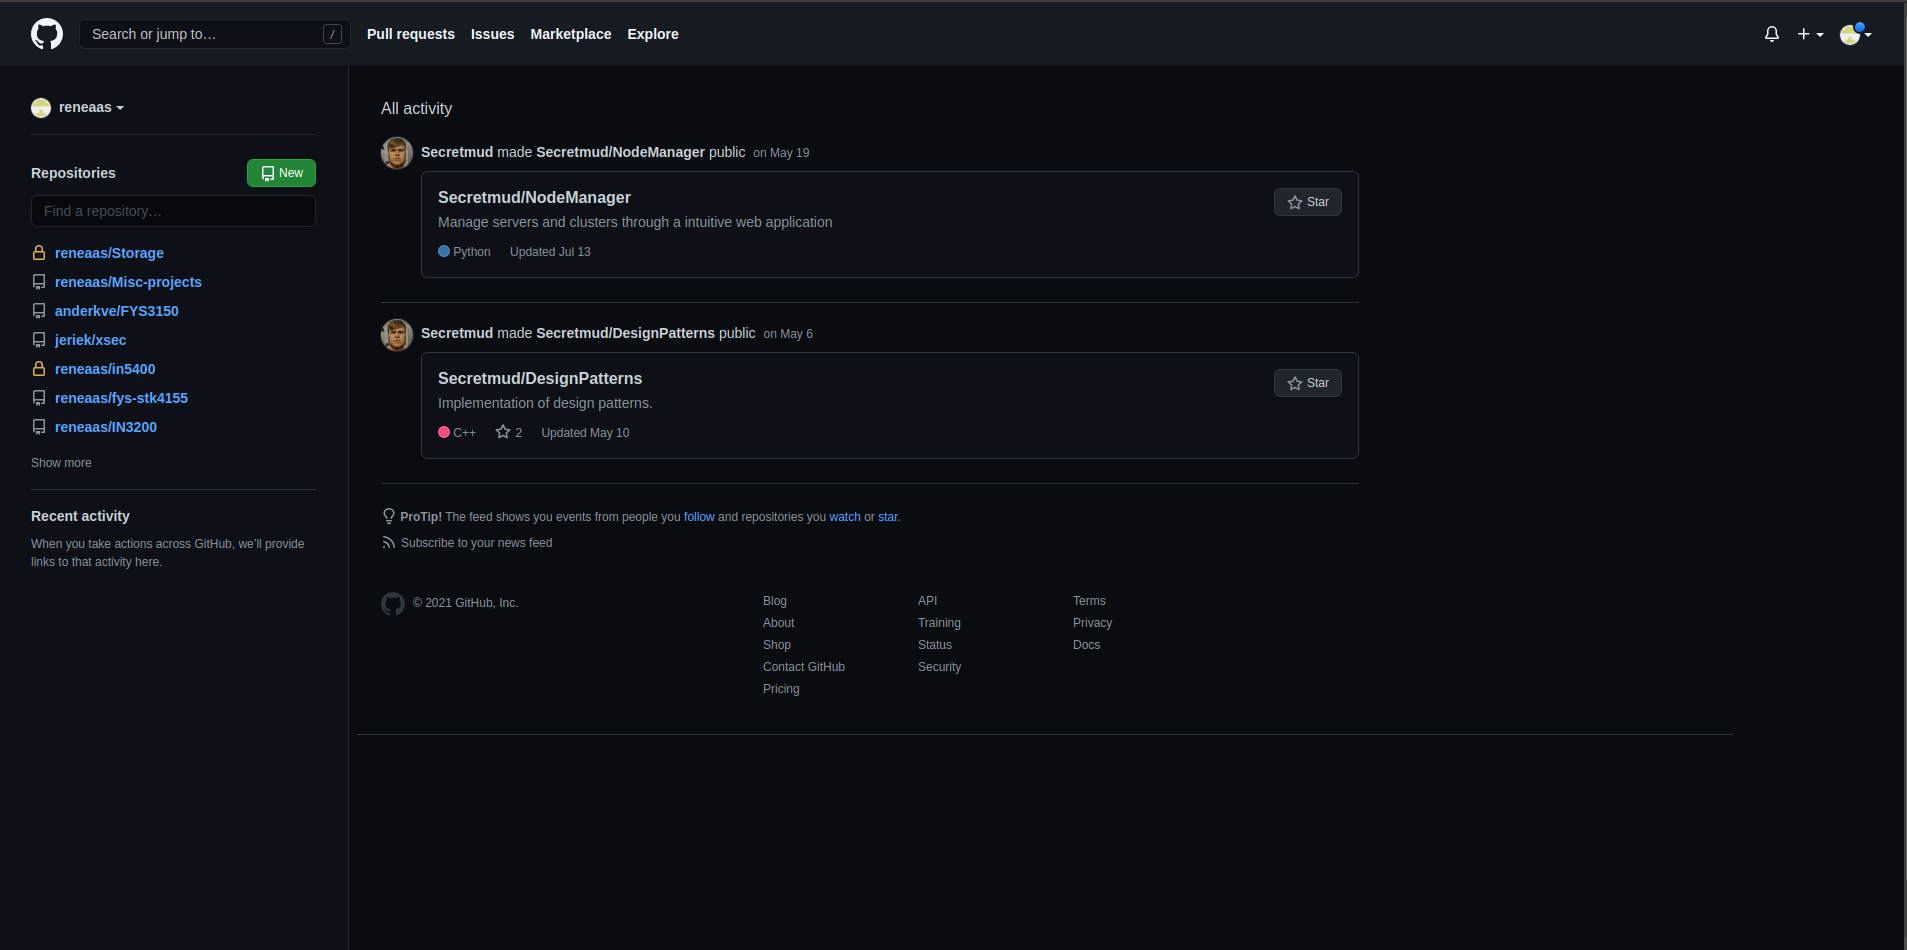 Search or jump to…
/
Pull requests Issues Marketplace Explore
reneaas
Repositories
New
Find a repository…
reneaas/Storage
reneaas/Misc-projects
anderkve/FYS3150
jeriek/xsec
reneaas/in5400
reneaas/fys-stk4155
reneaas/IN3200
Show more
Recent activity
When you take actions across GitHub, we’ll provide
links to that activity here.
All activity
Secretmud made Secretmud/NodeManager public on May 19
Secretmud/NodeManager
Star
Manage servers and clusters through a intuitive web application
Python Updated Jul 13
Secretmud made Secretmud/DesignPatterns public on May 6
Secretmud/DesignPatterns
Star
Implementation of design patterns.
C++ 2 Updated May 10
ProTip! The feed shows you events from people you follow and repositories you watch or star.
Subscribe to your news feed
© 2021 GitHub, Inc.
Blog
About
Shop
Contact GitHub
Pricing
API
Training
Status
Security
Terms
Privacy
Docs